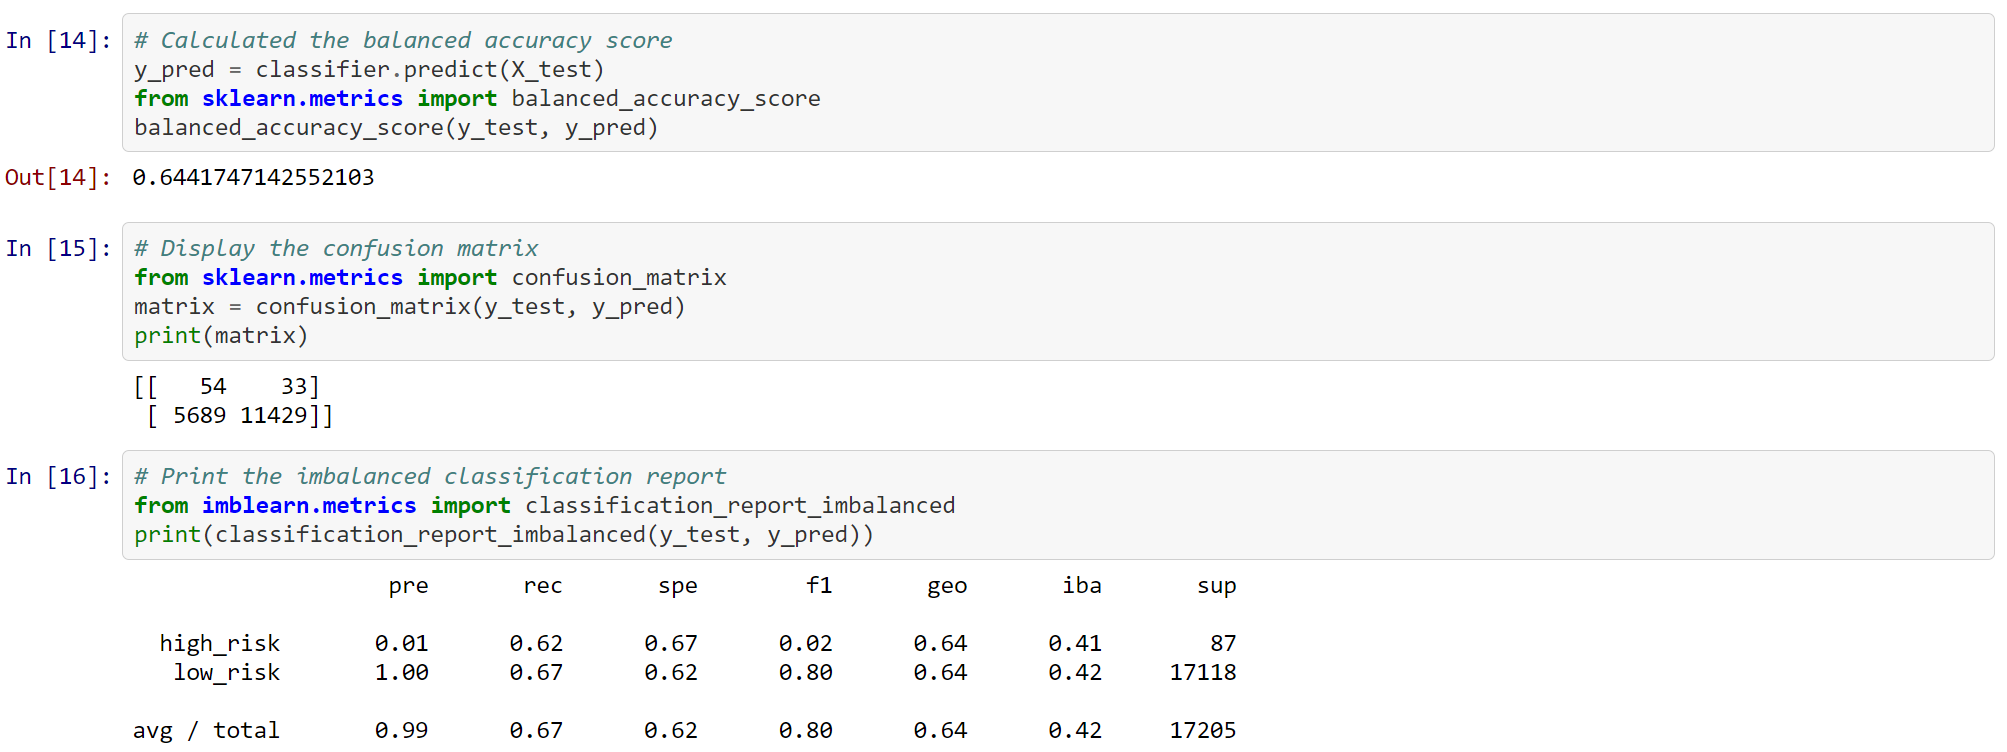 In [14]: # Calculated the balanced accuracy score
y_pred = classifier.predict(X_test)
from sklearn.metrics import balanced_accuracy_score
balanced_accuracy_score(y_test, y_pred)
Out[14]: 0.6441747142552103
In [15]: # Display the confusion matrix
from sklearn.metrics import confusion_matrix
matrix = confusion_matrix(y_test, y_pred)
print(matrix)
[[   54    33]
 [ 5689 11429]]
In [16]: # Print the imbalanced classification report
from imblearn.metrics import classification_report_imbalanced
print(classification_report_imbalanced(y_test, y_pred))
pre rec spe f1 geo iba sup
high_risk 0.01 0.62 0.67 0.02 0.64 0.41 87
low_risk 1.00 0.67 0.62 0.80 0.64 0.42 17118
avg / total 0.99 0.67 0.62 0.80 0.64 0.42 17205